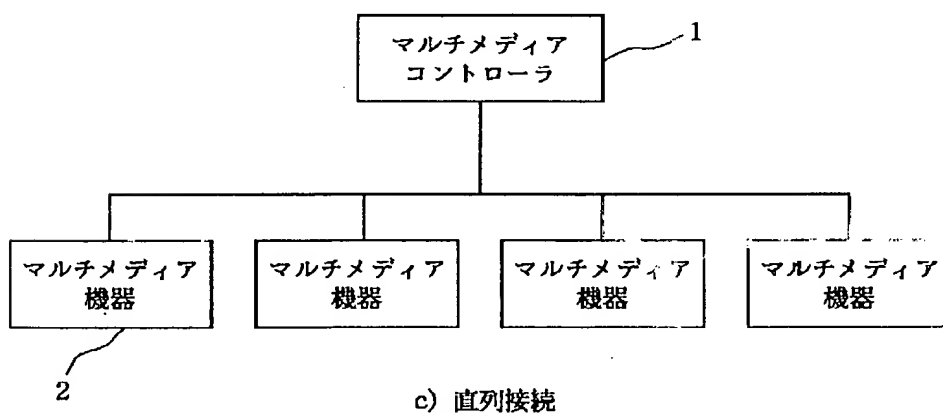 マルチメディア
コントローラ
1
マルチメディア
機器
マルチメディア
機器
マルチメディア
機器
マルチメディア
機器
2
c) 直列接続